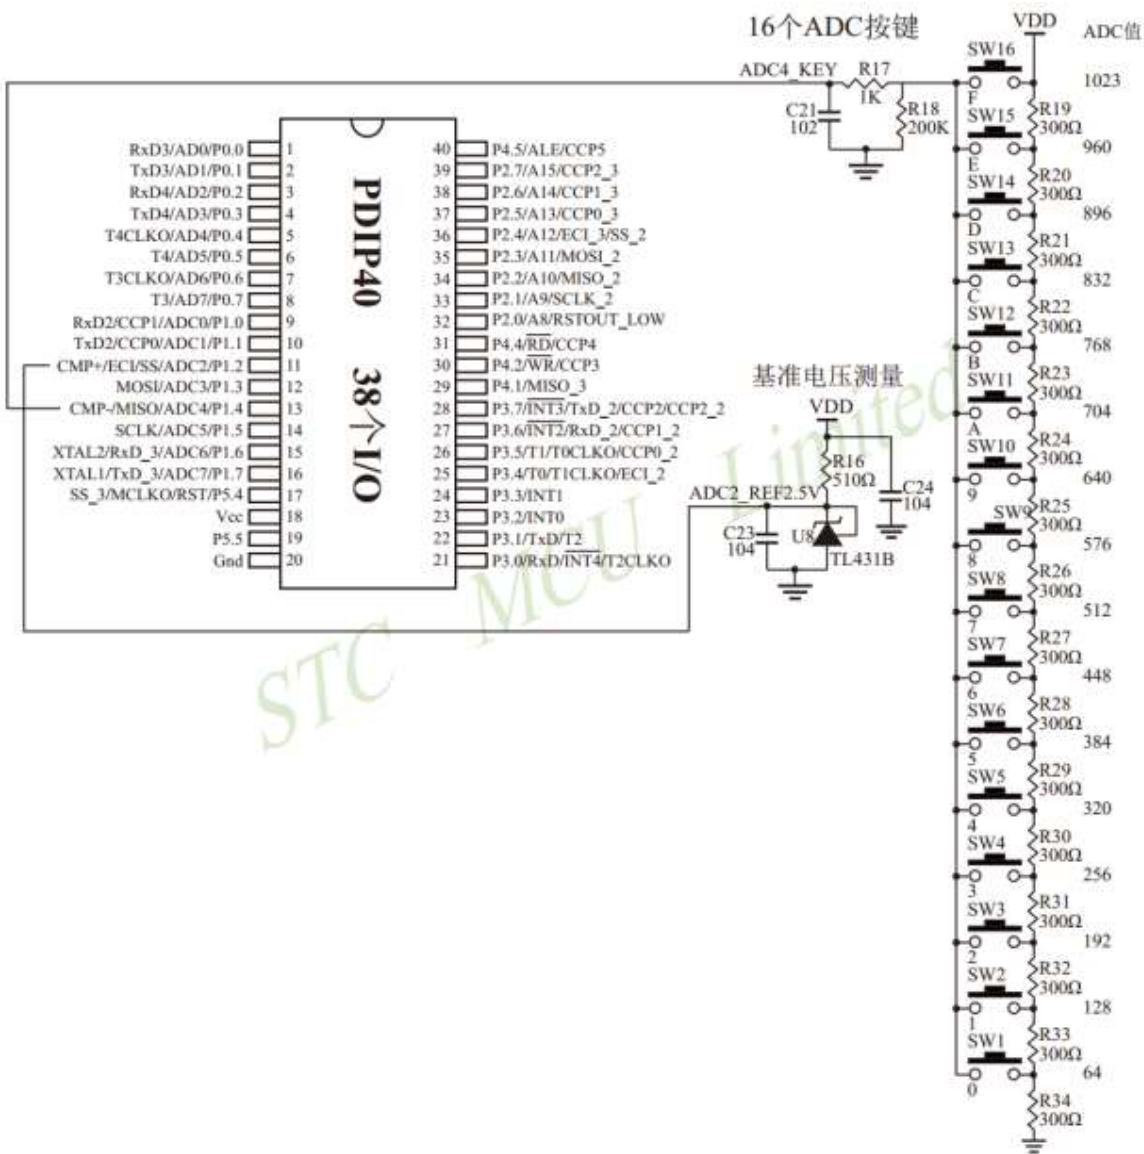 16个ADC按键
VDD
ADC值
ADC4_KEY
R17
1K
C21
102
R18
200K
SW16
1023
F
R19
300Ω
SW15
960
E
R20
300Ω
SW14
896
D
R21
300Ω
SW13
832
C
R22
300Ω
SW12
768
B
R23
300Ω
SW11
704
A
R24
300Ω
SW10
640
9
R25
300Ω
SW9
576
8
R26
300Ω
SW8
512
7
R27
300Ω
SW7
448
6
R28
300Ω
SW6
384
5
R29
300Ω
SW5
320
4
R30
300Ω
SW4
256
3
R31
300Ω
SW3
192
2
R32
300Ω
SW2
128
1
R33
300Ω
SW1
64
0
R34
300Ω
PDIP40 38个I/O
RxD3/AD0/P0.0 1
TxD3/AD1/P0.1 2
RxD4/AD2/P0.2 3
TxD4/AD3/P0.3 4
T4CLKO/AD4/P0.4 5
T4/AD5/P0.5 6
T3CLKO/AD6/P0.6 7
T3/AD7/P0.7 8
RxD2/CCP1/ADC0/P1.0 9
TxD2/CCP0/ADC1/P1.1 10
CMP+/ECI/SS/ADC2/P1.2 11
MOSI/ADC3/P1.3 12
CMP-/MISO/ADC4/P1.4 13
SCLK/ADC5/P1.5 14
XTAL2/RxD_3/ADC6/P1.6 15
XTAL1/TxD_3/ADC7/P1.7 16
SS_3/MCLKO/RST/P5.4 17
Vcc 18
P5.5 19
Gnd 20
40 P4.5/ALE/CCP5
39 P2.7/A15/CCP2_3
38 P2.6/A14/CCP1_3
37 P2.5/A13/CCP0_3
36 P2.4/A12/ECI_3/SS_2
35 P2.3/A11/MOSI_2
34 P2.2/A10/MISO_2
33 P2.1/A9/SCLK_2
32 P2.0/A8/RSTOUT_LOW
31 P4.4/RD/CCP4
30 P4.2/WR/CCP3
29 P4.1/MISO_3
28 P3.7/INT3/TxD_2/CCP2/CCP2_2
27 P3.6/INT2/RxD_2/CCP1_2
26 P3.5/T1/T0CLKO/CCP0_2
25 P3.4/T0/T1CLKO/ECI_2
24 P3.3/INT1
23 P3.2/INT0
22 P3.1/TxD/T2
21 P3.0/RxD/INT4/T2CLKO
基准电压测量
VDD
R16
510Ω
C24
104
ADC2_REF2.5V
C23
104
U8
TL431B
STC MCU Limited